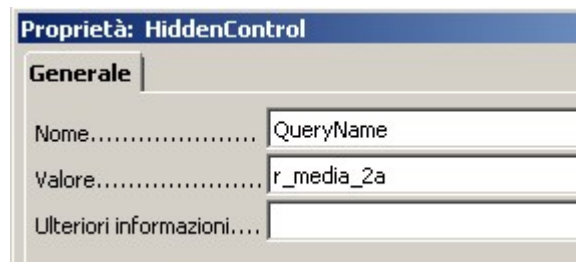 Proprietà: HiddenControl
Generale
Nome.................... QueryName
Valore..................... r_media_2a
Ulteriori informazioni....